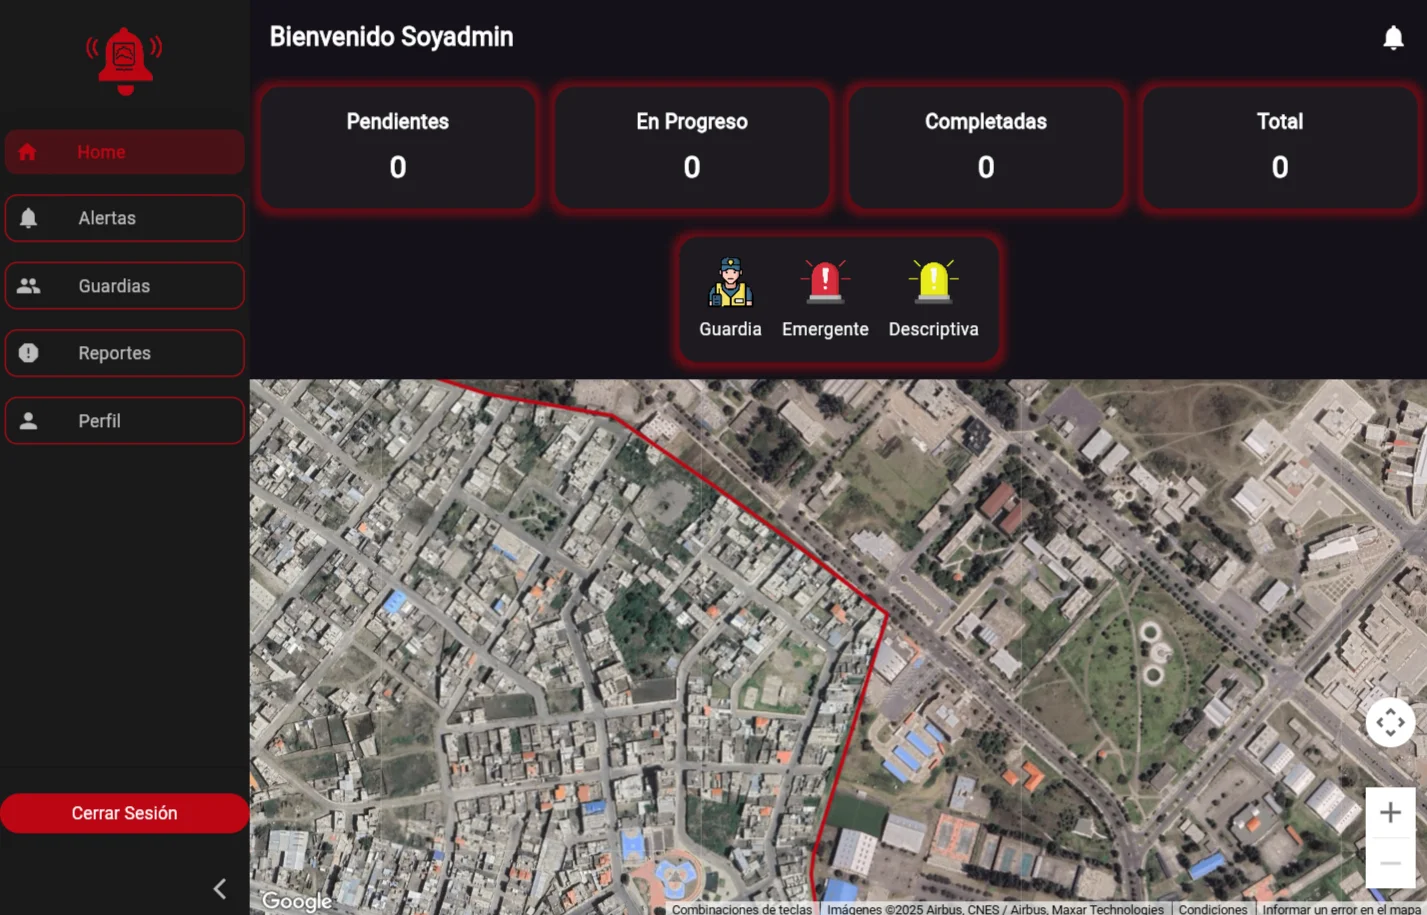 Bienvenido Soyadmin
Home
Alertas
Guardias
Reportes
Perfil
Cerrar Sesión
Pendientes
0
En Progreso
0
Completadas
0
Total
0
Guardia
Emergente
Descriptiva
Google
Combinaciones de teclas
Imágenes ©2025 Airbus, CNES / Airbus, Maxar Technologies
Condiciones
Informar un error en el mapa